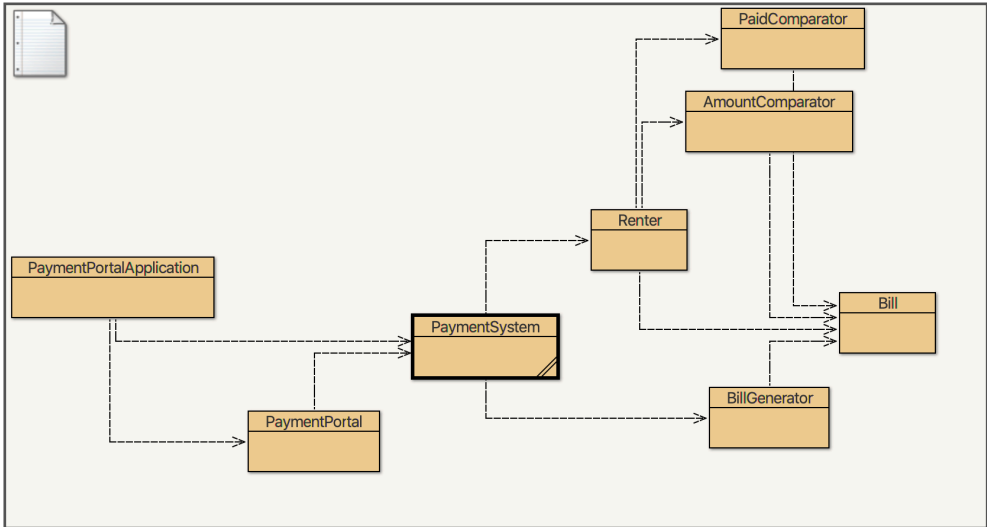 PaidComparator
AmountComparator
Renter
PaymentPortalApplication
Bill
PaymentSystem
BillGenerator
PaymentPortal